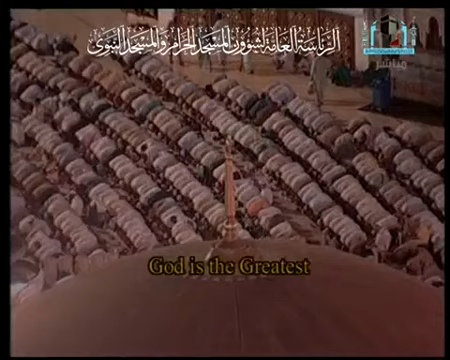 الرئاسة العامة لشؤون المسجد الحرام والمسجد النبوي
مباشر
God is the Greatest